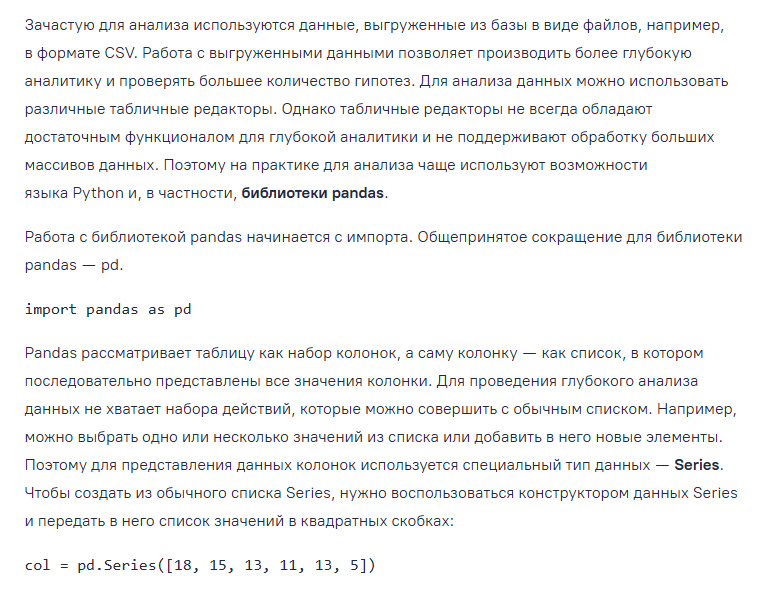 Зачастую для анализа используются данные, выгруженные из базы в виде файлов, например,
в формате CSV. Работа с выгруженными данными позволяет производить более глубокую
аналитику и проверять большее количество гипотез. Для анализа данных можно использовать
различные табличные редакторы. Однако табличные редакторы не всегда обладают
достаточным функционалом для глубокой аналитики и не поддерживают обработку больших
массивов данных. Поэтому на практике для анализа чаще используют возможности
языка Python и, в частности, библиотеки pandas.
Работа с библиотекой pandas начинается с импорта. Общепринятое сокращение для библиотеки
pandas — pd.
import pandas as pd
Pandas рассматривает таблицу как набор колонок, а саму колонку — как список, в котором
последовательно представлены все значения колонки. Для проведения глубокого анализа
данных не хватает набора действий, которые можно совершить с обычным списком. Например,
можно выбрать одно или несколько значений из списка или добавить в него новые элементы.
Поэтому для представления данных колонок используется специальный тип данных — Series.
Чтобы создать из обычного списка Series, нужно воспользоваться конструктором данных Series
и передать в него список значений в квадратных скобках:
col = pd.Series([18, 15, 13, 11, 13, 5])